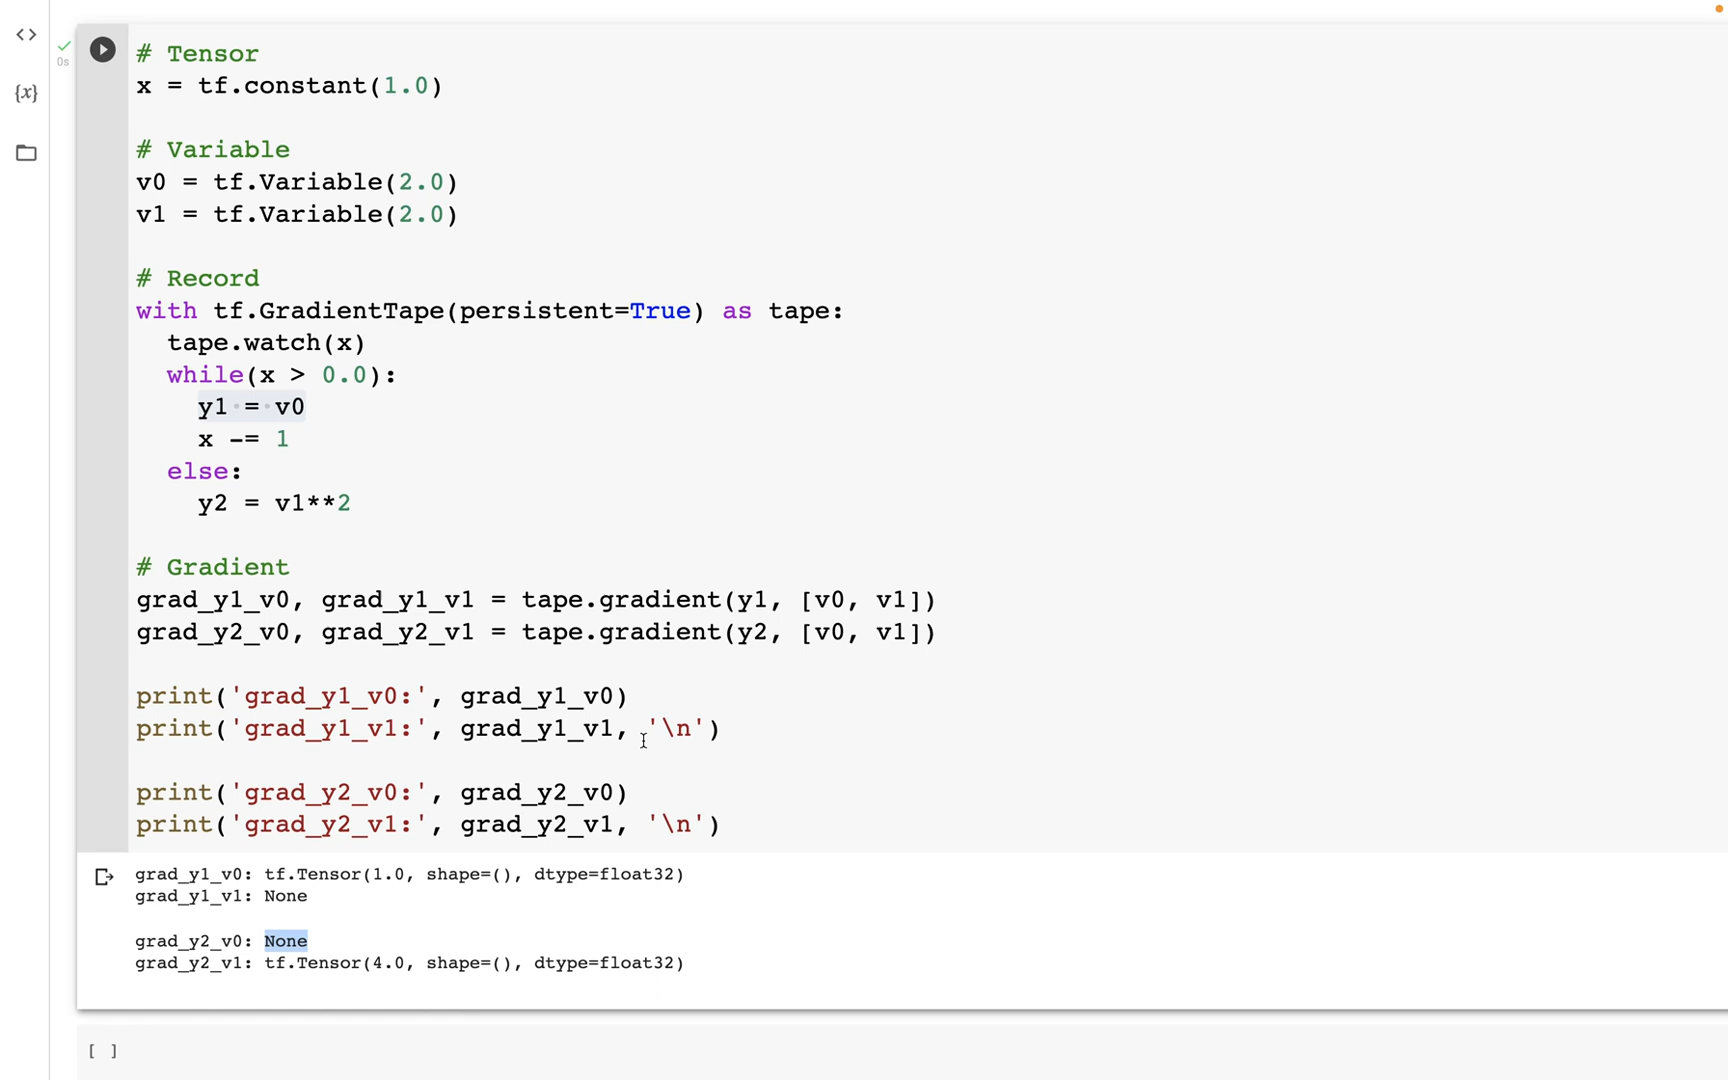 # Tensor
x = tf.constant(1.0)
# Variable
v0 = tf.Variable(2.0)
v1 = tf.Variable(2.0)
# Record
with tf.GradientTape(persistent=True) as tape:
  tape.watch(x)
  while(x > 0.0):
    y1 = v0
    x -= 1
  else:
    y2 = v1**2
# Gradient
grad_y1_v0, grad_y1_v1 = tape.gradient(y1, [v0, v1])
grad_y2_v0, grad_y2_v1 = tape.gradient(y2, [v0, v1])
print('grad_y1_v0:', grad_y1_v0)
print('grad_y1_v1:', grad_y1_v1, '\n')
print('grad_y2_v0:', grad_y2_v0)
print('grad_y2_v1:', grad_y2_v1, '\n')
grad_y1_v0: tf.Tensor(1.0, shape=(), dtype=float32)
grad_y1_v1: None
grad_y2_v0: None
grad_y2_v1: tf.Tensor(4.0, shape=(), dtype=float32)
[ ]
<>
{x}
0s